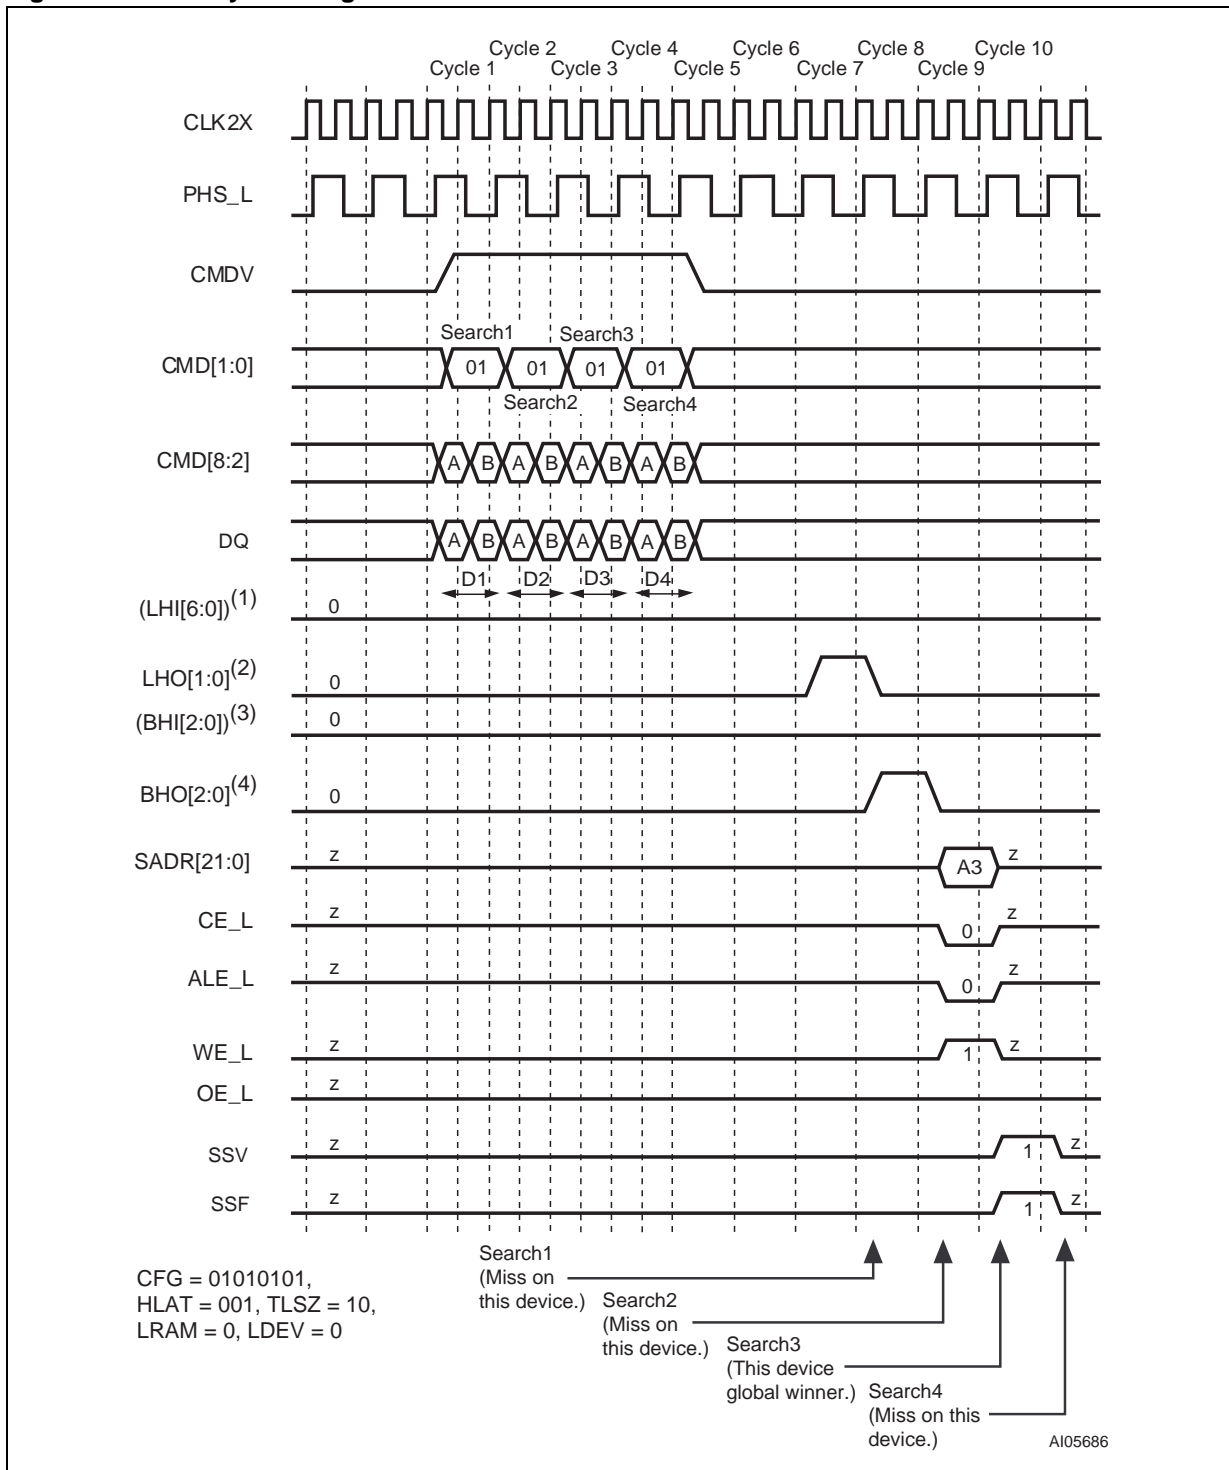 Cycle 2 Cycle 4 Cycle 6 Cycle 8 Cycle 10
Cycle 1 Cycle 3 Cycle 5 Cycle 7 Cycle 9
CLK2X
PHS_L
CMDV
Search1 Search3
CMD[1:0] 01 01 01 01
Search2 Search4
CMD[8:2] A B A B A B A B
DQ A B A B A B A B
D1 D2 D3 D4
(LHI[6:0])(1) 0
LHO[1:0](2) 0
(BHI[2:0])(3) 0
BHO[2:0](4) 0
SADR[21:0] z A3 z
CE_L z 0 z
ALE_L z 0 z
WE_L z 1 z
OE_L z
SSV z 1 z
SSF z 1 z
CFG = 01010101,
HLAT = 001, TLSZ = 10,
LRAM = 0, LDEV = 0
Search1
(Miss on
this device.)
Search2
(Miss on
this device.)
Search3
(This device
global winner.)
Search4
(Miss on this
device.)
AI05686